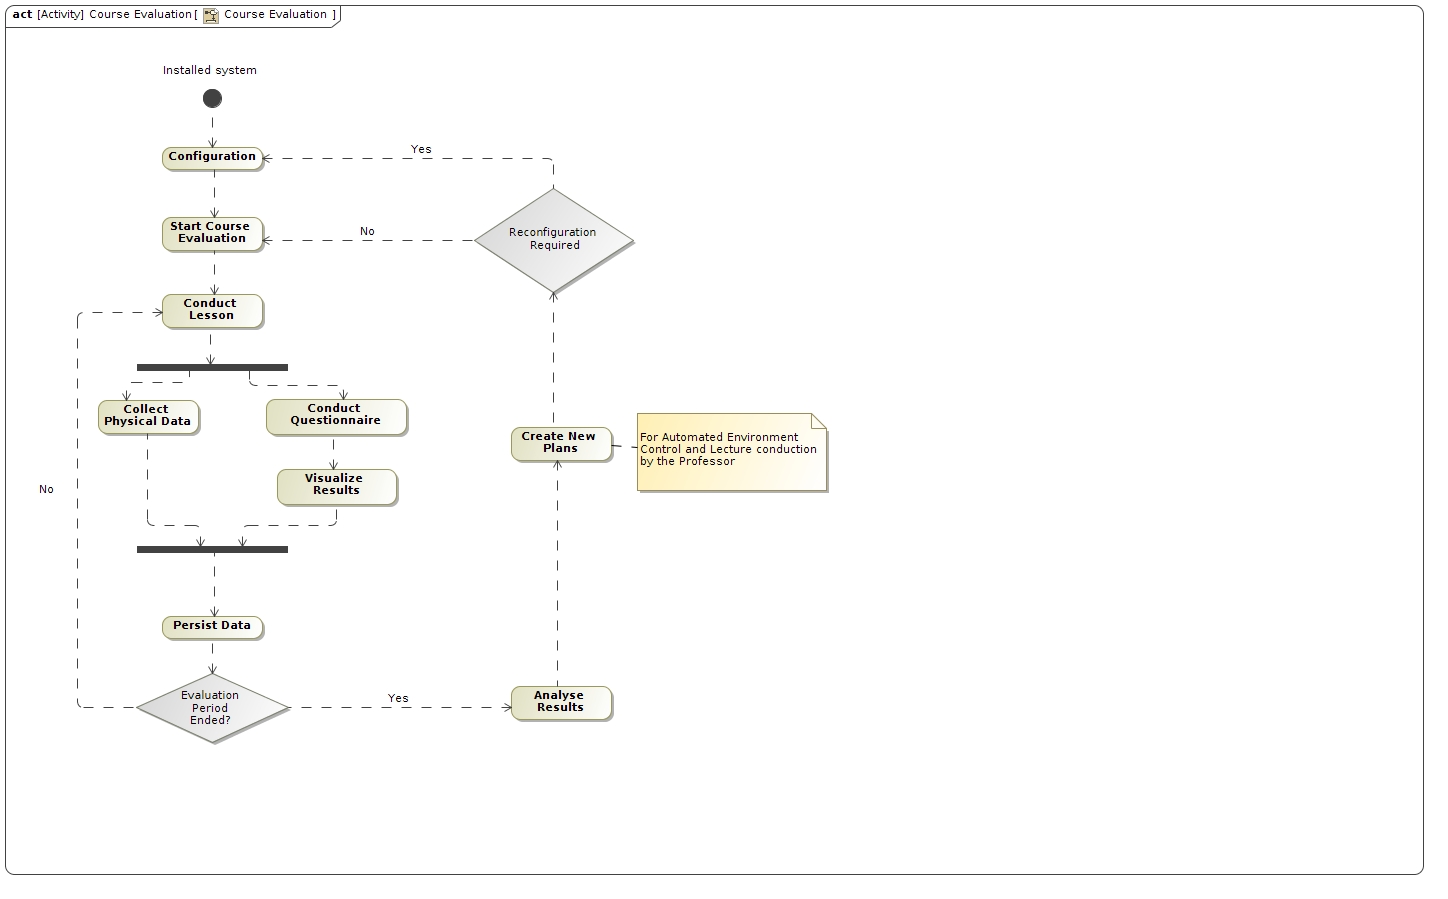 act [Activity] Course Evaluation[ Course Evaluation ]
Installed system
Configuration
Yes
Start Course
Evaluation
No
Reconfiguration
Required
Conduct
Lesson
Collect
Physical Data
Conduct
Questionnaire
Create New
Plans
For Automated Environment
Control and Lecture conduction
by the Professor
Visualize
Results
No
Persist Data
Evaluation
Period
Ended?
Yes
Analyse
Results